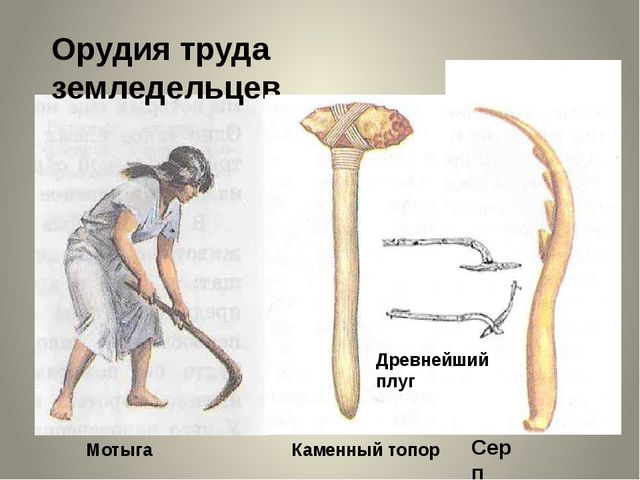 Орудия труда
земледельцев
Древнейший
плуг
Мотыга
Каменный топор
Сер
п